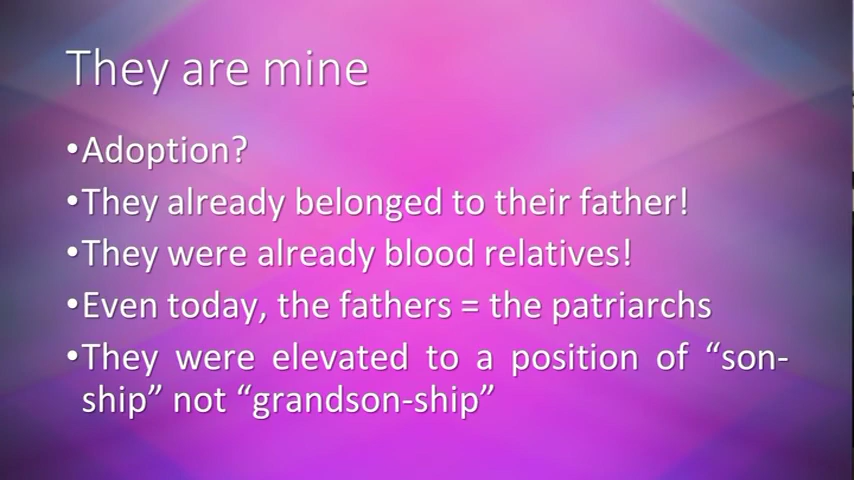 They are mine
•Adoption?
•They already belonged to their father!
•They were already blood relatives!
•Even today, the fathers = the patriarchs
•They were elevated to a position of “son-
ship” not “grandson-ship”